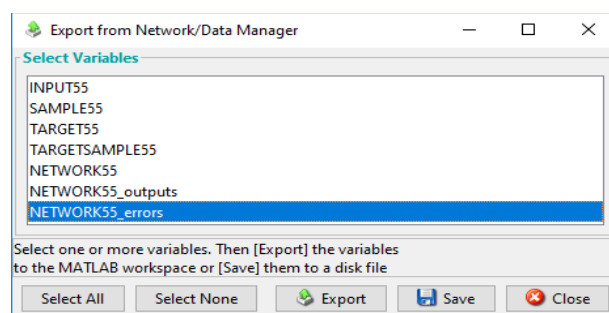 Export from Network/Data Manager
Select Variables
INPUT55
SAMPLE55
TARGET55
TARGETSAMPLE55
NETWORK55
NETWORK55_outputs
NETWORK55_errors
Select one or more variables. Then [Export] the variables
to the MATLAB workspace or [Save] them to a disk file
Select All Select None Export Save Close